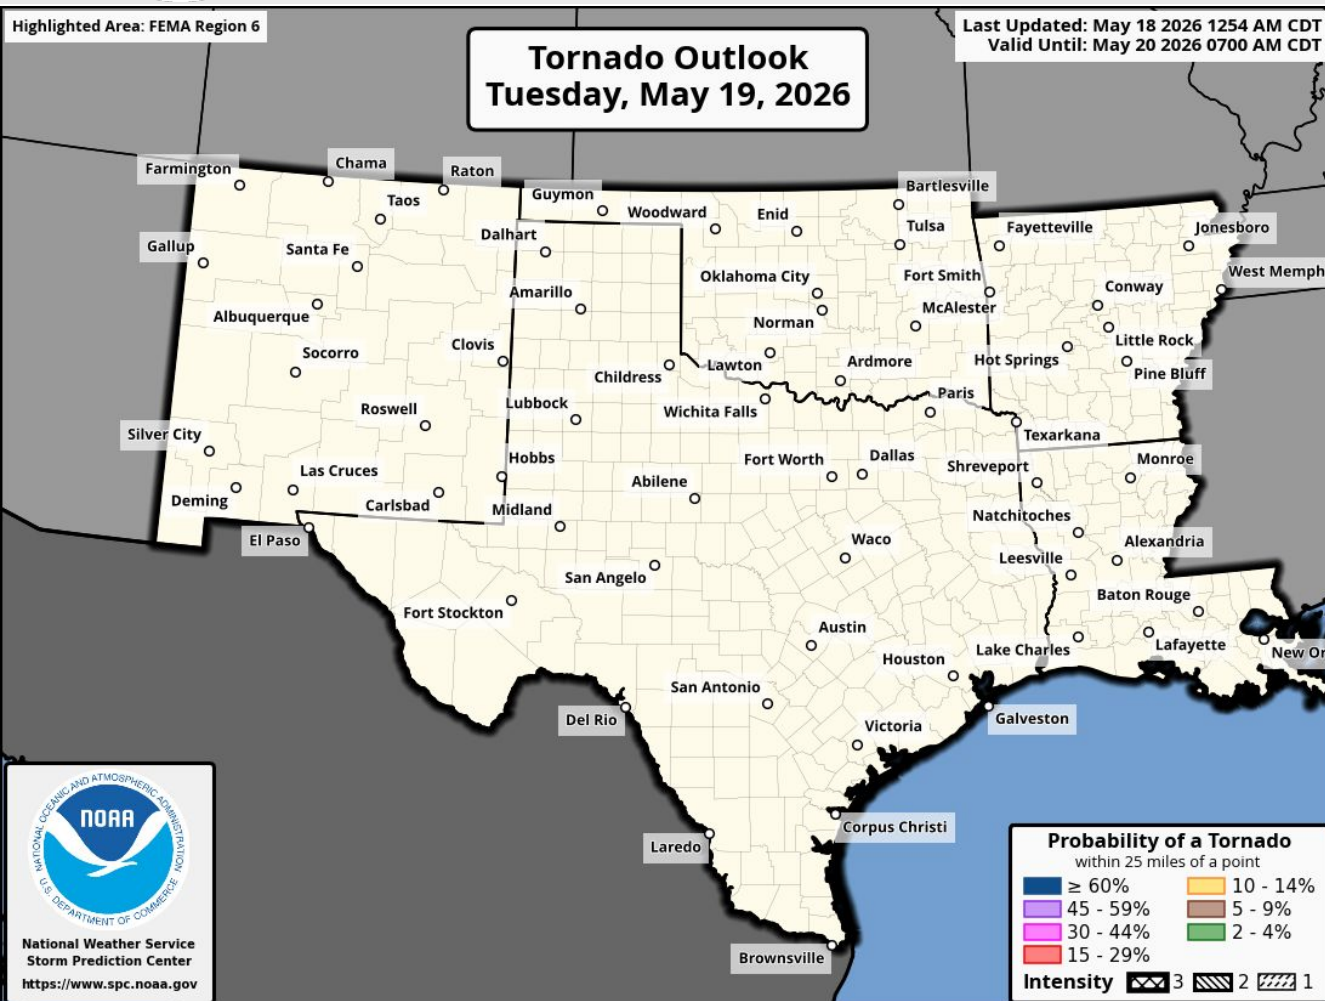 Highlighted Area: FEMA Region 6
Last Updated: May 18 2026 1254 AM CDT
Valid Until: May 20 2026 0700 AM CDT
Tornado Outlook
Tuesday, May 19, 2026
Farmington
Chama
Raton
Taos
Guymon
Woodward
Enid
Bartlesville
Tulsa
Fayetteville
Jonesboro
Gallup
Santa Fe
Dalhart
Oklahoma City
Fort Smith
West Memph
Albuquerque
Amarillo
Norman
McAlester
Conway
Little Rock
Socorro
Clovis
Childress
Lawton
Ardmore
Hot Springs
Pine Bluff
Roswell
Lubbock
Wichita Falls
Paris
Texarkana
Silver City
Las Cruces
Hobbs
Fort Worth
Dallas
Shreveport
Monroe
Deming
Carlsbad
Midland
Abilene
Natchitoches
El Paso
Waco
Leesville
Alexandria
San Angelo
Fort Stockton
Baton Rouge
Austin
Houston
Lake Charles
Lafayette
New Or
San Antonio
Del Rio
Victoria
Galveston
Laredo
Corpus Christi
Brownsville
NATIONAL OCEANIC AND ATMOSPHERIC ADMINISTRATION
NOAA
U.S. DEPARTMENT OF COMMERCE
National Weather Service
Storm Prediction Center
https://www.spc.noaa.gov
Probability of a Tornado
within 25 miles of a point
≥ 60%
10 - 14%
45 - 59%
5 - 9%
30 - 44%
2 - 4%
15 - 29%
Intensity 3 2 1